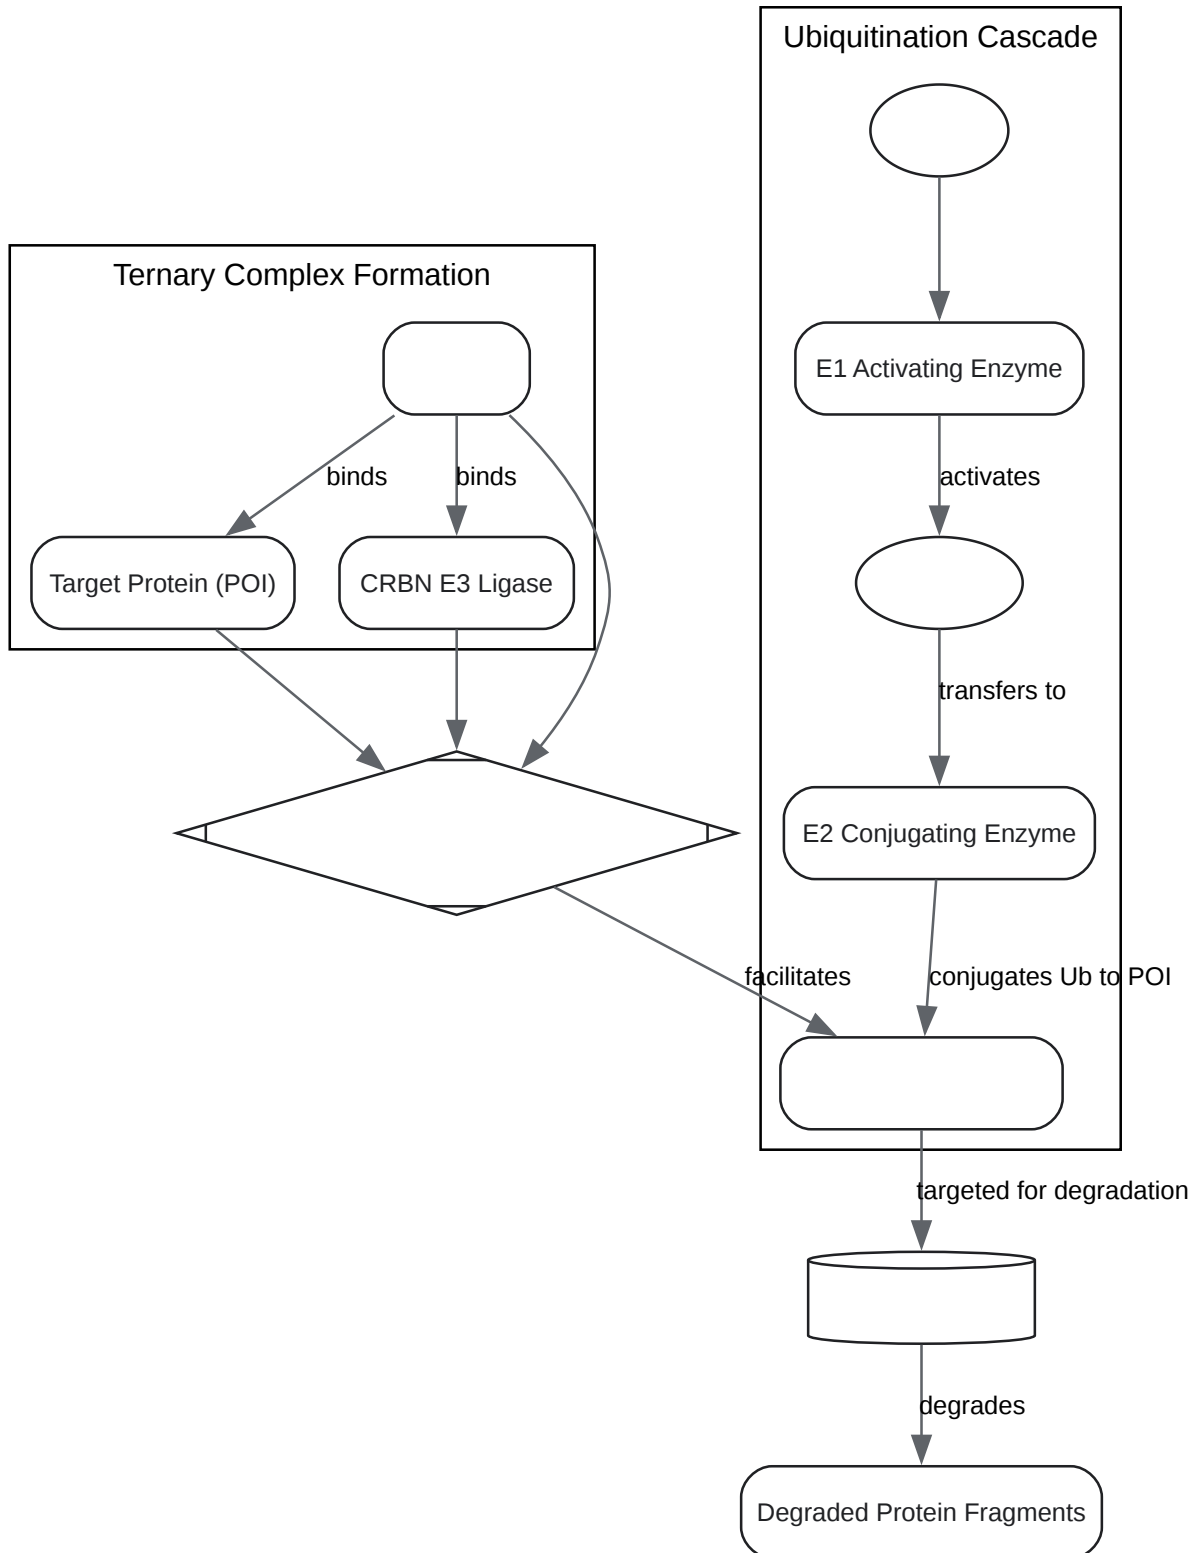 Ubiquitination Cascade
Ternary Complex Formation
E1 Activating Enzyme
binds
binds
activates
Target Protein (POI)
CRBN E3 Ligase
transfers to
E2 Conjugating Enzyme
facilitates
conjugates Ub to POI
targeted for degradation
degrades
Degraded Protein Fragments